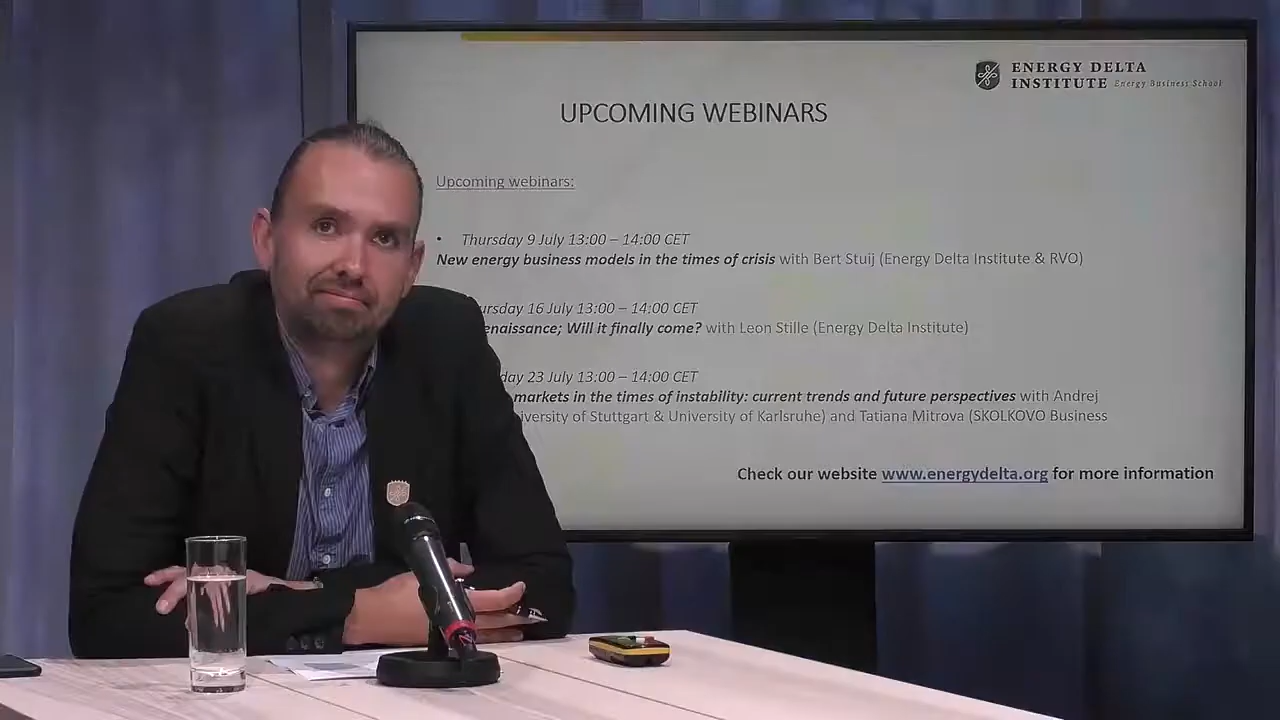 ENERGY DELTA
INSTITUTE Energy Business School
UPCOMING WEBINARS
Upcoming webinars:
• Thursday 9 July 13:00 – 14:00 CET
New energy business models in the times of crisis with Bert Stuij (Energy Delta Institute & RVO)
16 July 13:00 – 14:00 CET
Will it finally come? with Leon Stille (Energy Delta Institute)
23 July 13:00 – 14:00 CET
markets in the times of instability: current trends and future perspectives with Andrej
of Stuttgart & University of Karlsruhe) and Tatiana Mitrova (SKOLKOVO Business
Check our website www.energydelta.org for more information